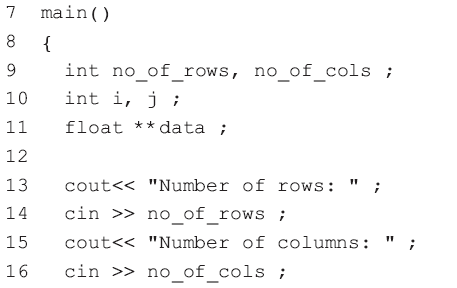 7 main()
8 {
9 int no_of_rows, no_of_cols ;
10 int i, j ;
11 float **data ;
12
13 cout<< "Number of rows: " ;
14 cin >> no_of_rows ;
15 cout<< "Number of columns: " ;
16 cin >> no_of_cols ;